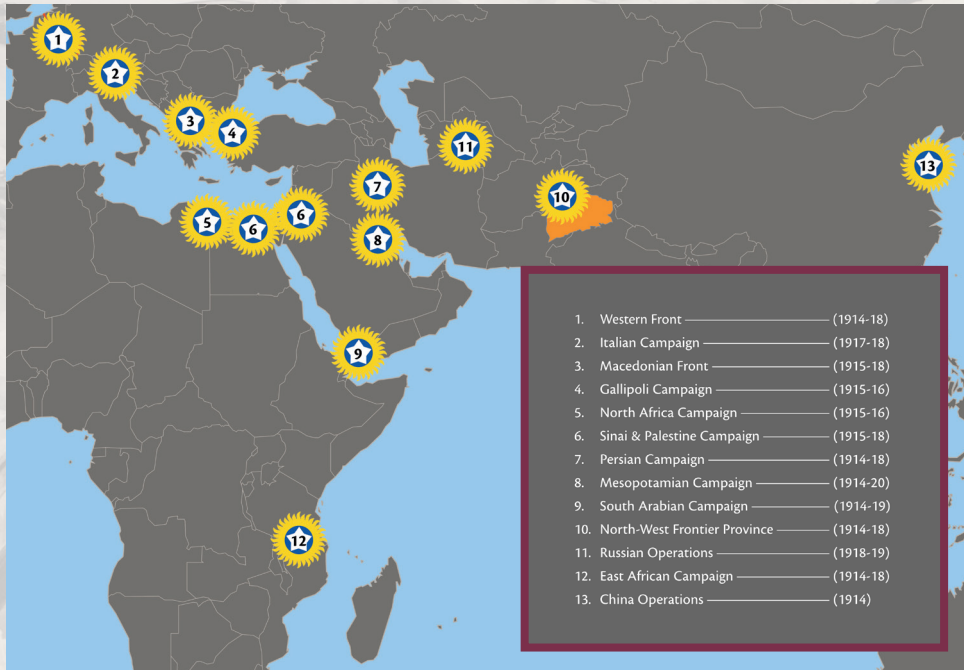 1
2
3
4
11
7
10
13
5
6
6
8
9
12
1. Western Front (1914-18)
2. Italian Campaign (1917-18)
3. Macedonian Front (1915-18)
4. Gallipoli Campaign (1915-16)
5. North Africa Campaign (1915-16)
6. Sinai & Palestine Campaign (1915-18)
7. Persian Campaign (1914-18)
8. Mesopotamian Campaign (1914-20)
9. South Arabian Campaign (1914-19)
10. North-West Frontier Province (1914-18)
11. Russian Operations (1918-19)
12. East African Campaign (1914-18)
13. China Operations (1914)